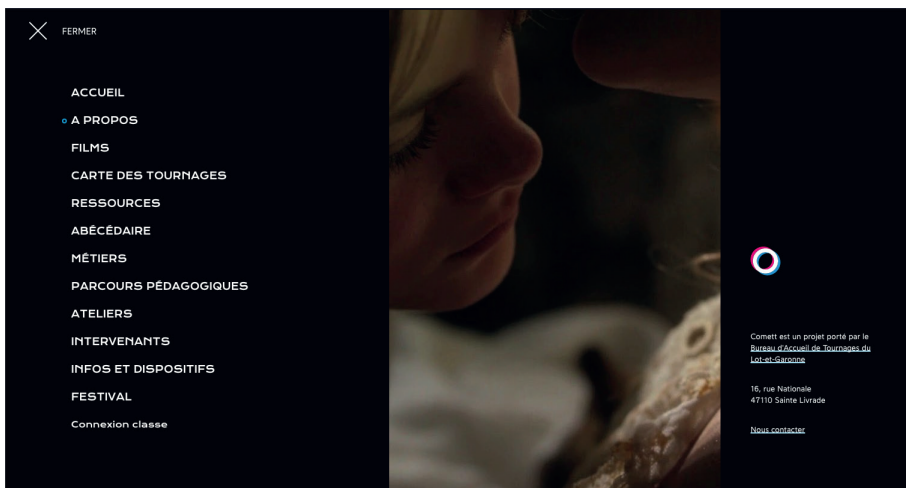 FERMER
ACCUEIL
A PROPOS
FILMS
CARTE DES TOURNAGES
RESSOURCES
ABÉCÉDAIRE
MÉTIERS
PARCOURS PÉDAGOGIQUES
ATELIERS
INTERVENANTS
INFOS ET DISPOSITIFS
FESTIVAL
Connexion classe
Comett est un projet porté par le
Bureau d'Accueil de Tournages du
Lot-et-Garonne
16, rue Nationale
47110 Sainte Livrade
Nous contacter